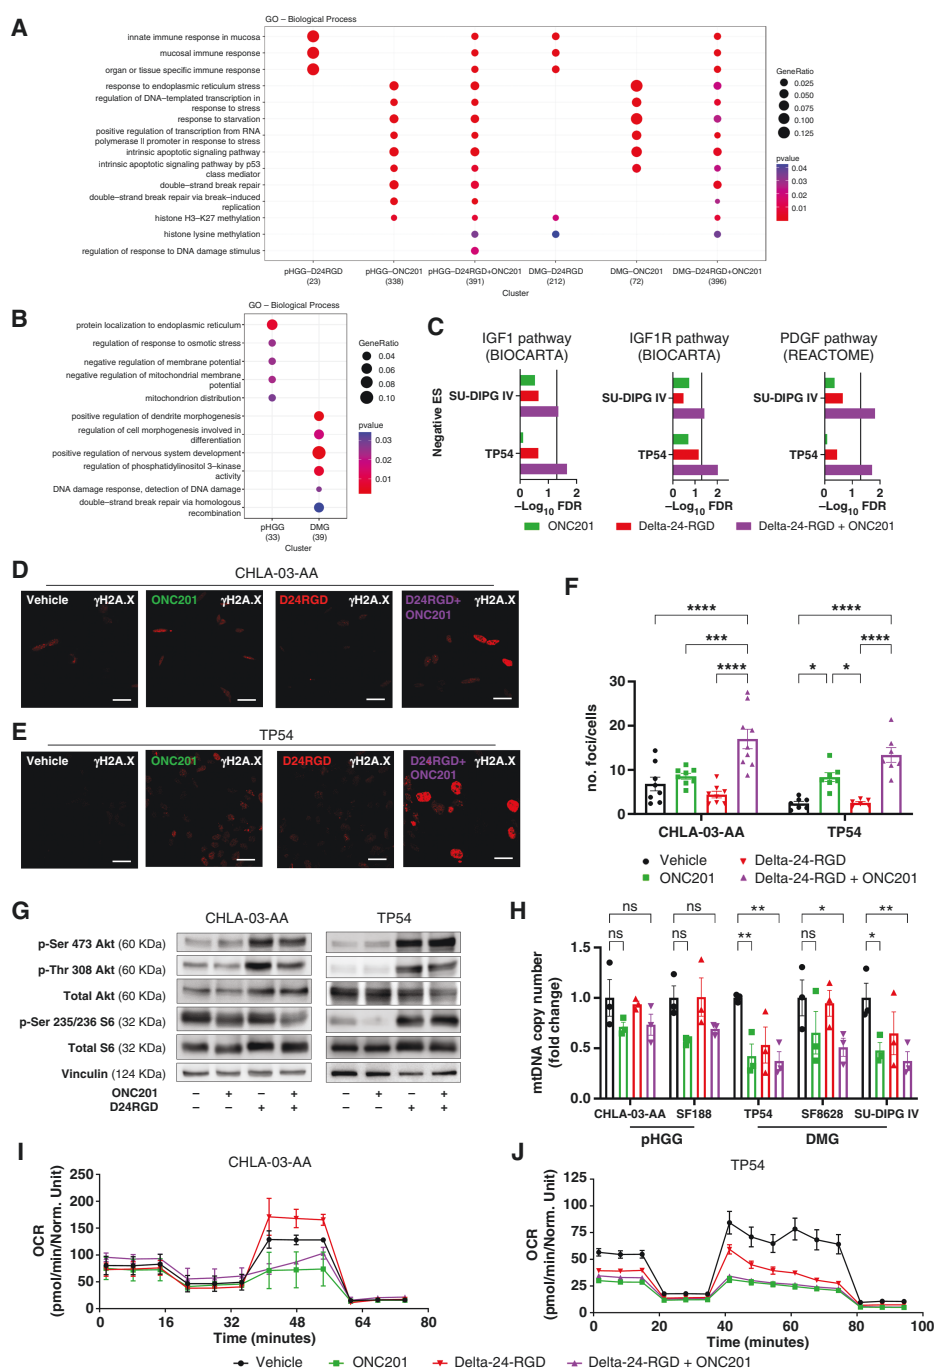 A
GO – Biological Process
innate immune response in mucosa
mucosal immune response
organ or tissue specific immune response
response to endoplasmic reticulum stress
regulation of DNA–templated transcription in
response to stress
response to starvation
positive regulation of transcription from RNA
polymerase II promoter in response to stress
intrinsic apoptotic signaling pathway
intrinsic apoptotic signaling pathway by p53
class mediator
double–strand break repair
double–strand break repair via break–induced
replication
histone H3–K27 methylation
histone lysine methylation
regulation of response to DNA damage stimulus
pHGG–D24RGD
(23)
pHGG–ONC201
(338)
pHGG–D24RGD+ONC201
(391)
DMG–D24RGD
(212)
DMG–ONC201
(72)
DMG–D24RGD+ONC201
(396)
Cluster
GeneRatio
0.025
0.050
0.075
0.100
0.125
pvalue
0.04
0.03
0.02
0.01
B
GO – Biological Process
protein localization to endoplasmic reticulum
regulation of response to osmotic stress
negative regulation of membrane potential
negative regulation of mitochondrial membrane
potential
mitochondrion distribution
positive regulation of dendrite morphogenesis
regulation of cell morphogenesis involved in
differentiation
positive regulation of nervous system development
regulation of phosphatidylinositol 3–kinase
activity
DNA damage response, detection of DNA damage
double–strand break repair via homologous
recombination
pHGG
(33)
DMG
(39)
Cluster
GeneRatio
0.04
0.06
0.08
0.10
pvalue
0.03
0.02
0.01
C
IGF1 pathway
(BIOCARTA)
IGF1R pathway
(BIOCARTA)
PDGF pathway
(REACTOME)
Negative ES
SU-DIPG IV
TP54
0 1 2
–Log10 FDR
SU-DIPG IV
TP54
0 1 2
–Log10 FDR
SU-DIPG IV
TP54
0 1 2
–Log10 FDR
ONC201
Delta-24-RGD
Delta-24-RGD + ONC201
D
CHLA-03-AA
Vehicle γH2A.X
ONC201 γH2A.X
D24RGD γH2A.X
D24RGD+
ONC201 γH2A.X
E
TP54
Vehicle γH2A.X
ONC201 γH2A.X
D24RGD γH2A.X
D24RGD+
ONC201 γH2A.X
F
**** ****
*** ****
**** * *
no. foci/cells
30
20
10
0
CHLA-03-AA TP54
Vehicle
ONC201
Delta-24-RGD
Delta-24-RGD + ONC201
G
CHLA-03-AA TP54
p-Ser 473 Akt (60 KDa)
p-Thr 308 Akt (60 KDa)
Total Akt (60 KDa)
p-Ser 235/236 S6 (32 KDa)
Total S6 (32 KDa)
Vinculin (124 KDa)
ONC201 – + – + – + – +
D24RGD – – + + – – + +
H
ns ns ** * **
ns ns ** ns *
mtDNA copy number
(fold change)
1.5
1.0
0.5
0.0
CHLA-03-AA SF188 TP54 SF8628 SU-DIPG IV
pHGG DMG
I
CHLA-03-AA
OCR
(pmol/min/Norm. Unit)
250
200
150
100
50
0
0 16 32 48 64 80
Time (minutes)
J
TP54
OCR
(pmol/min/Norm. Unit)
125
100
75
50
25
0
0 20 40 60 80 100
Time (minutes)
Vehicle
ONC201
Delta-24-RGD
Delta-24-RGD + ONC201